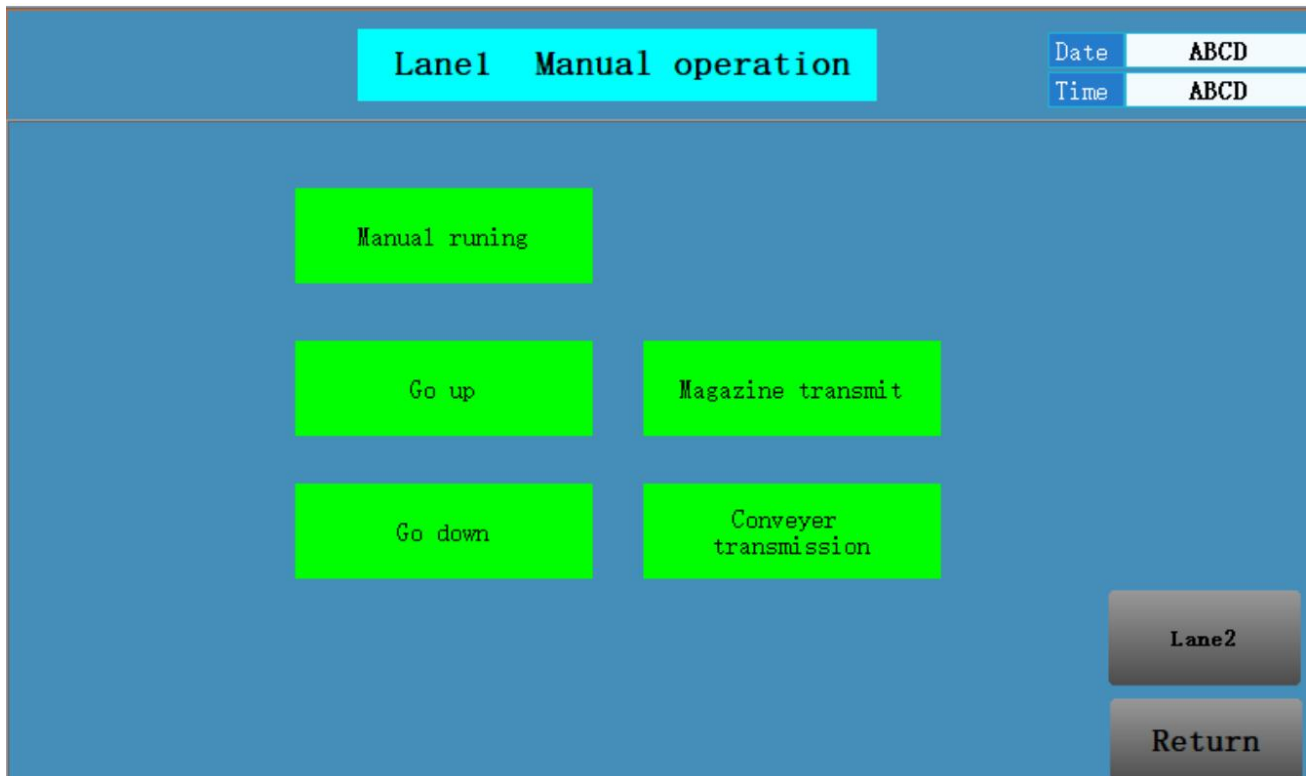 Lane1 Manual operation
Date ABCD
Time ABCD
Manual runing
Go up
Magazine transmit
Go down
Conveyer
transmission
Lane2
Return